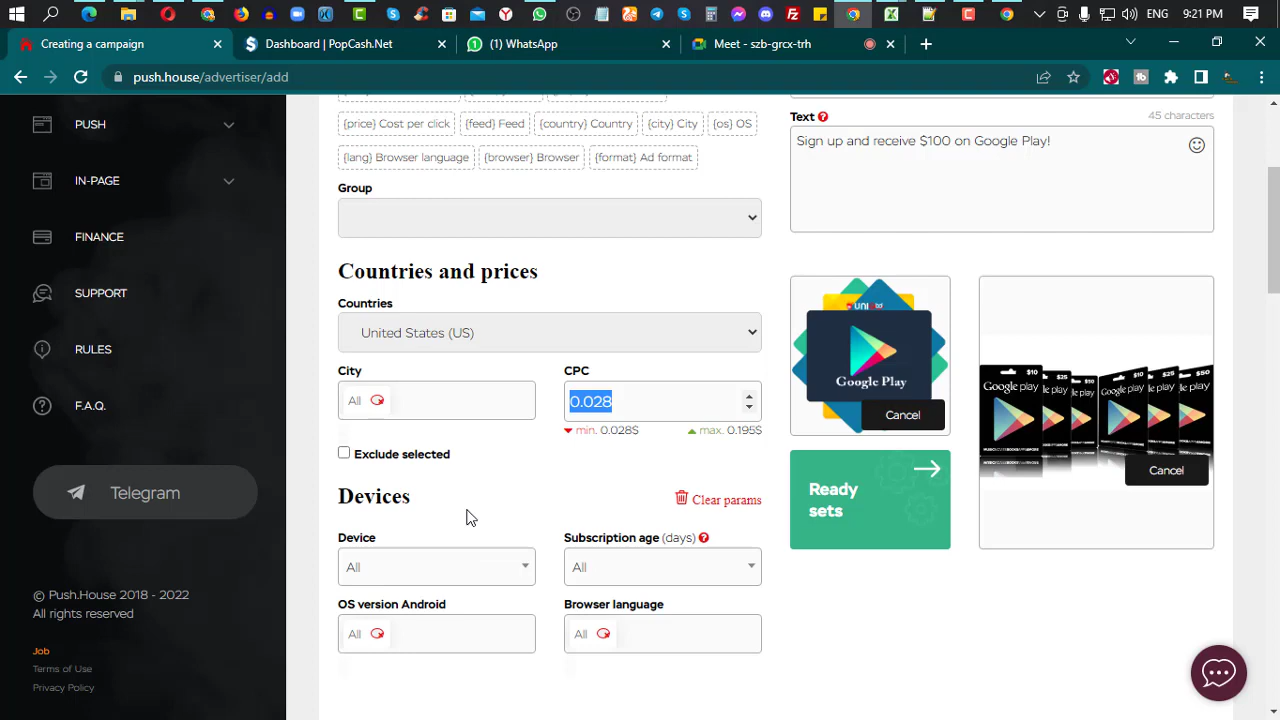 ENG 9:21 PM
Creating a campaign
Dashboard | PopCash.Net
(1) WhatsApp
Meet - szb-grcx-trh
push.house/advertiser/add
PUSH
IN-PAGE
FINANCE
SUPPORT
RULES
F.A.Q.
Telegram
© Push.House 2018 - 2022
All rights reserved
Job
Terms of Use
Privacy Policy
{price} Cost per click {feed} Feed {country} Country {city} City {os} OS
{lang} Browser language {browser} Browser {format} Ad format
Group
Countries and prices
Countries
United States (US)
City CPC
All 0.028
min. 0.028$ max. 0.195$
Exclude selected
Devices Clear params
Device Subscription age (days) ?
All All
OS version Android Browser language
All All
Text ? 45 characters
Sign up and receive $100 on Google Play!
Google Play
Cancel
Ready
sets
$10 $25 $10 $10 $25 $50
Google play
Cancel